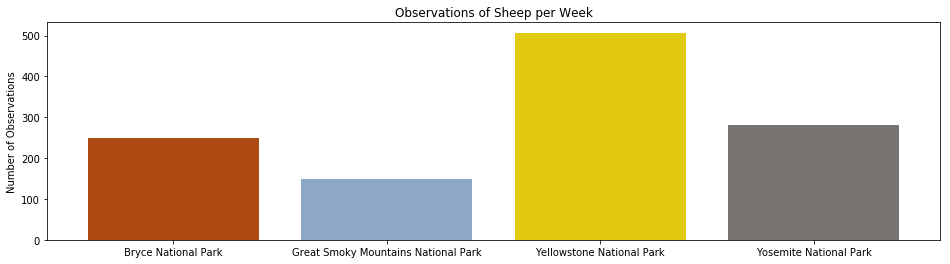 Observations of Sheep per Week
Number of Observations
500
400
300
200
100
0
Bryce National Park
Great Smoky Mountains National Park
Yellowstone National Park
Yosemite National Park